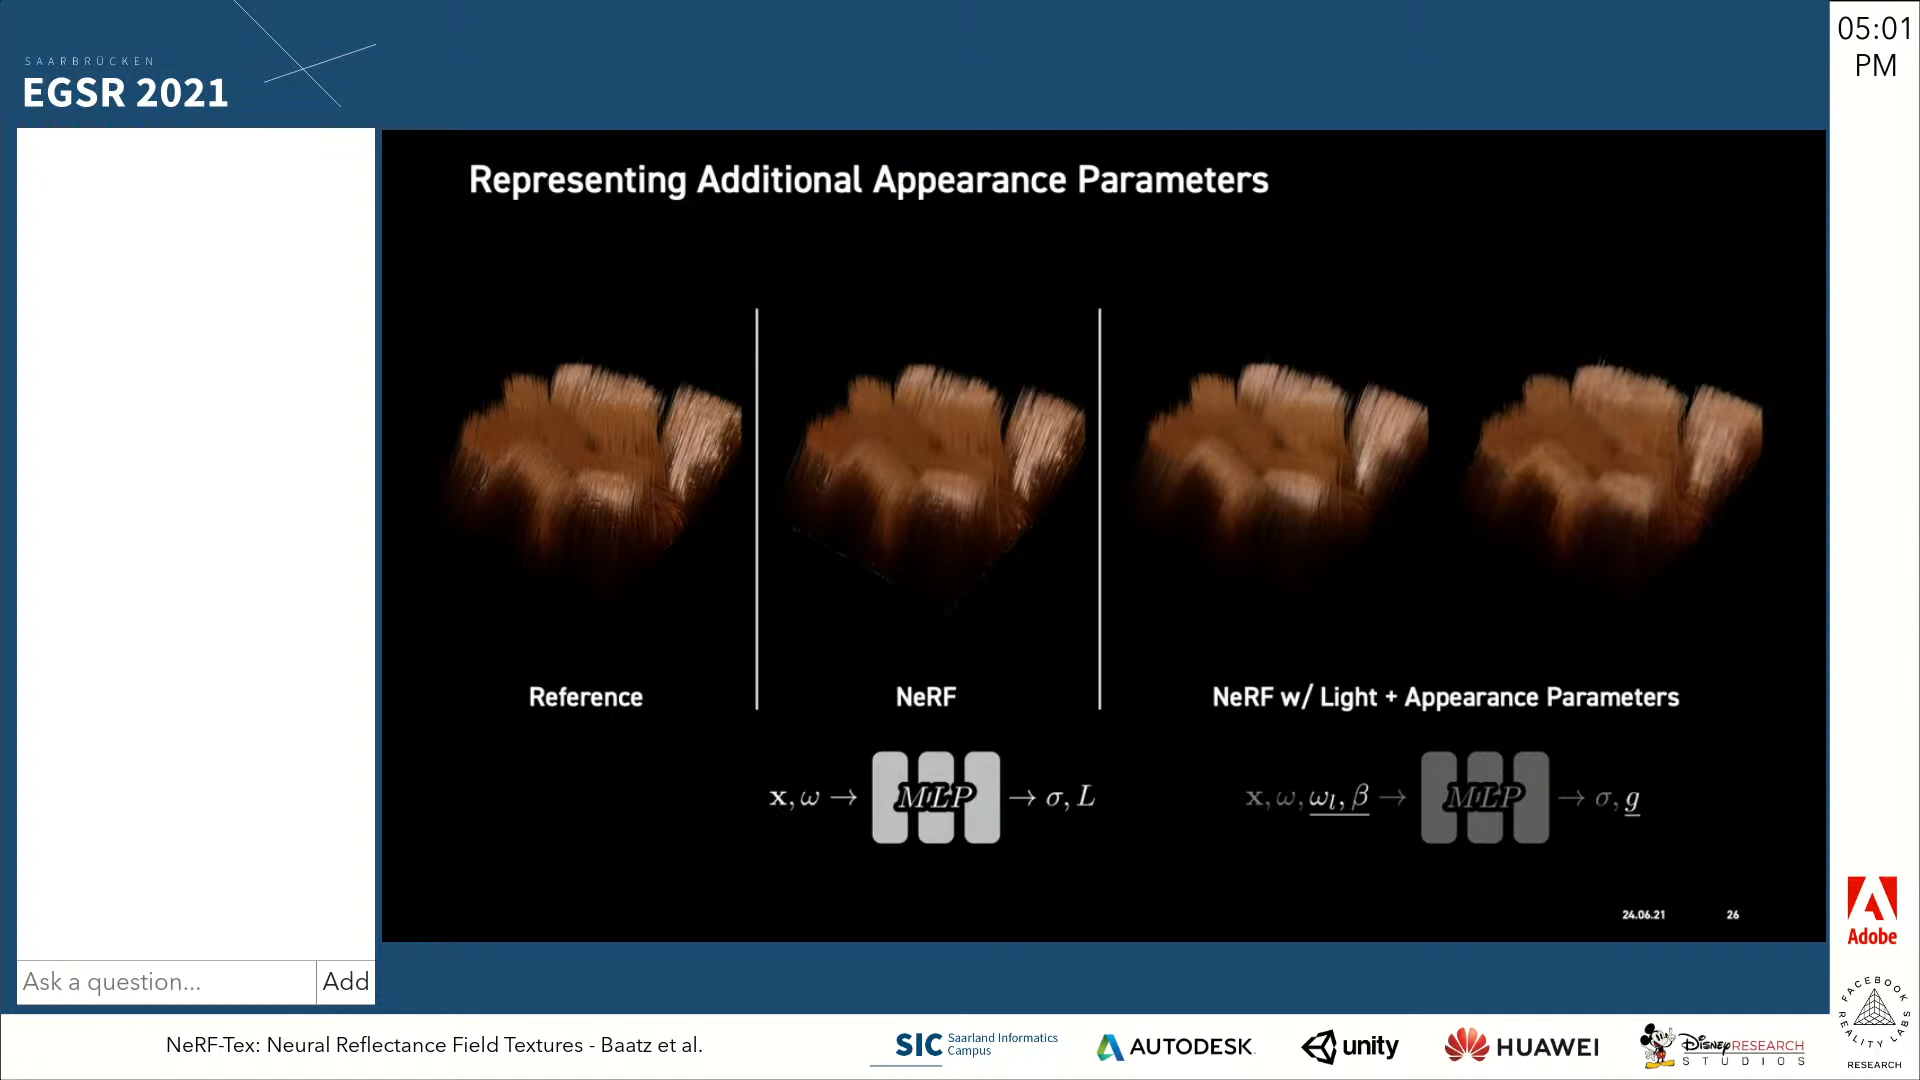 SAARBRÜCKEN
EGSR 2021
05:01
PM
Representing Additional Appearance Parameters
Reference
NeRF
NeRF w/ Light + Appearance Parameters
x, ω → MLP → σ, L
x, ω, ωl, β → MLP → σ, g
24.06.21
26
Ask a question...
Add
Adobe
FACEBOOK REALITY LABS
RESEARCH
NeRF-Tex: Neural Reflectance Field Textures - Baatz et al.
SIC Saarland Informatics
Campus
AUTODESK.
unity
HUAWEI
DISNEY RESEARCH
STUDIOS